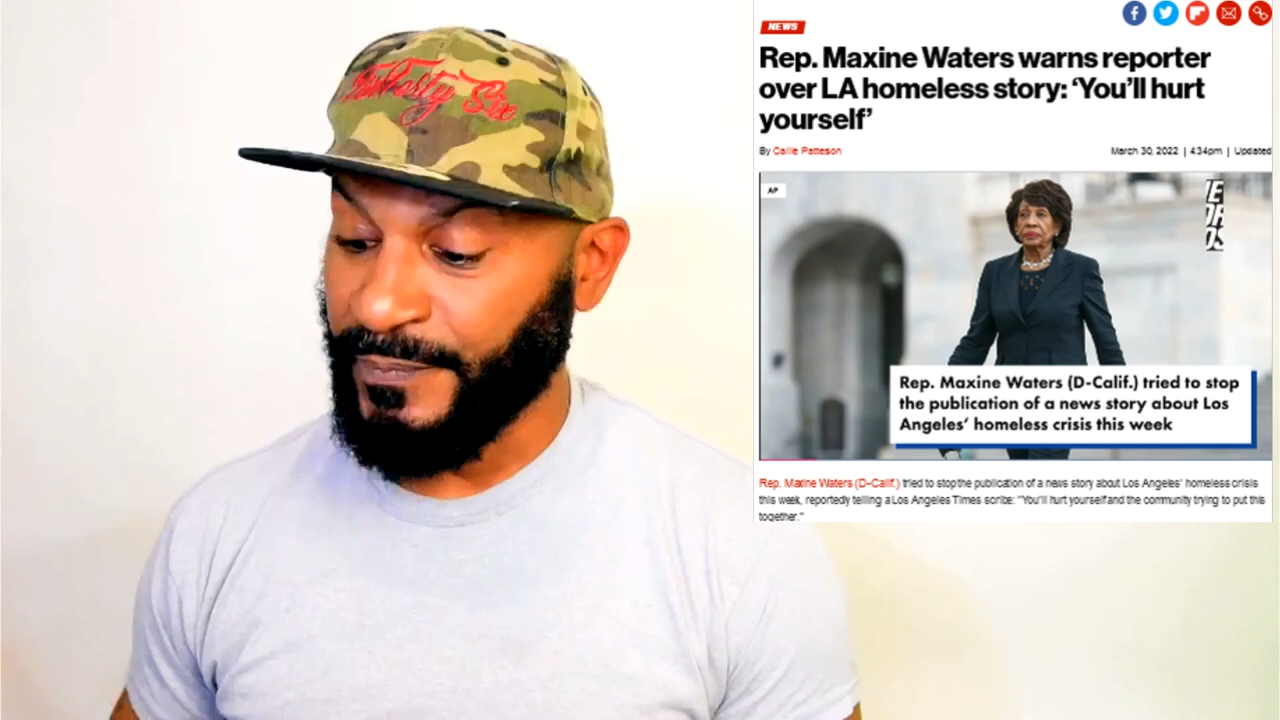 NEWS
Rep. Maxine Waters warns reporter
over LA homeless story: ‘You’ll hurt
yourself’
By Callie Patteson
March 30, 2022 | 4:34pm | Updated
AP
Rep. Maxine Waters (D-Calif.) tried to stop
the publication of a news story about Los
Angeles’ homeless crisis this week
Rep. Maxine Waters (D-Calif.) tried to stop the publication of a news story about Los Angeles’ homeless crisis
this week, reportedly telling a Los Angeles Times scribe: “You’ll hurt yourself and the community trying to put this
together.”